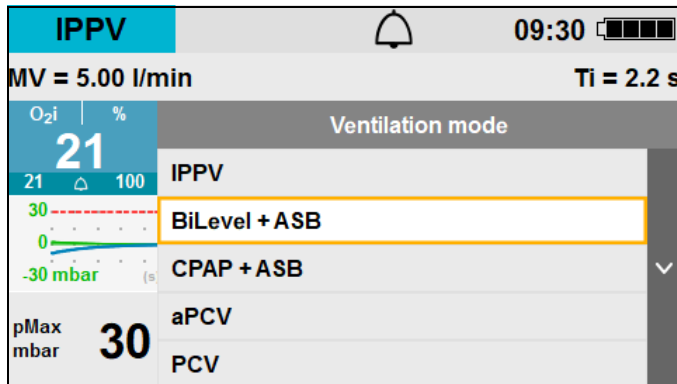 IPPV 09:30
MV = 5.00 l/min Ti = 2.2 s
O₂i % Ventilation mode
21
21 100 IPPV
30 BiLevel + ASB
0
-30 mbar (s) CPAP + ASB
aPCV
pMax
mbar 30
PCV